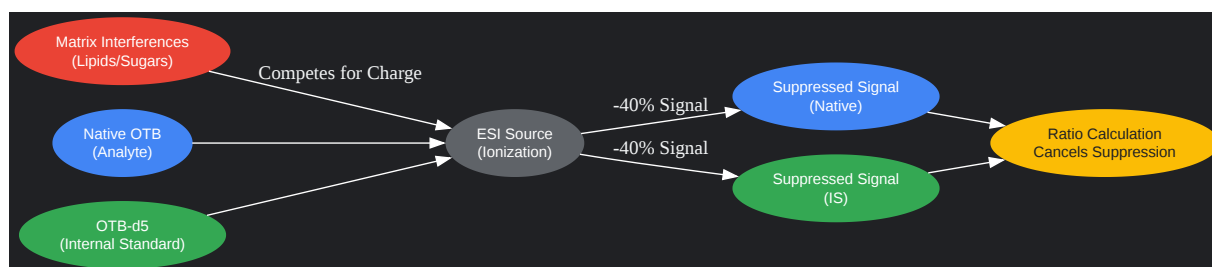 Matrix Interferences
(Lipids/Sugars)
Competes for Charge
Native OTB
(Analyte)
OTB-d5
(Internal Standard)
ESI Source
(Ionization)
-40% Signal
-40% Signal
Suppressed Signal
(Native)
Suppressed Signal
(IS)
Ratio Calculation
Cancels Suppression